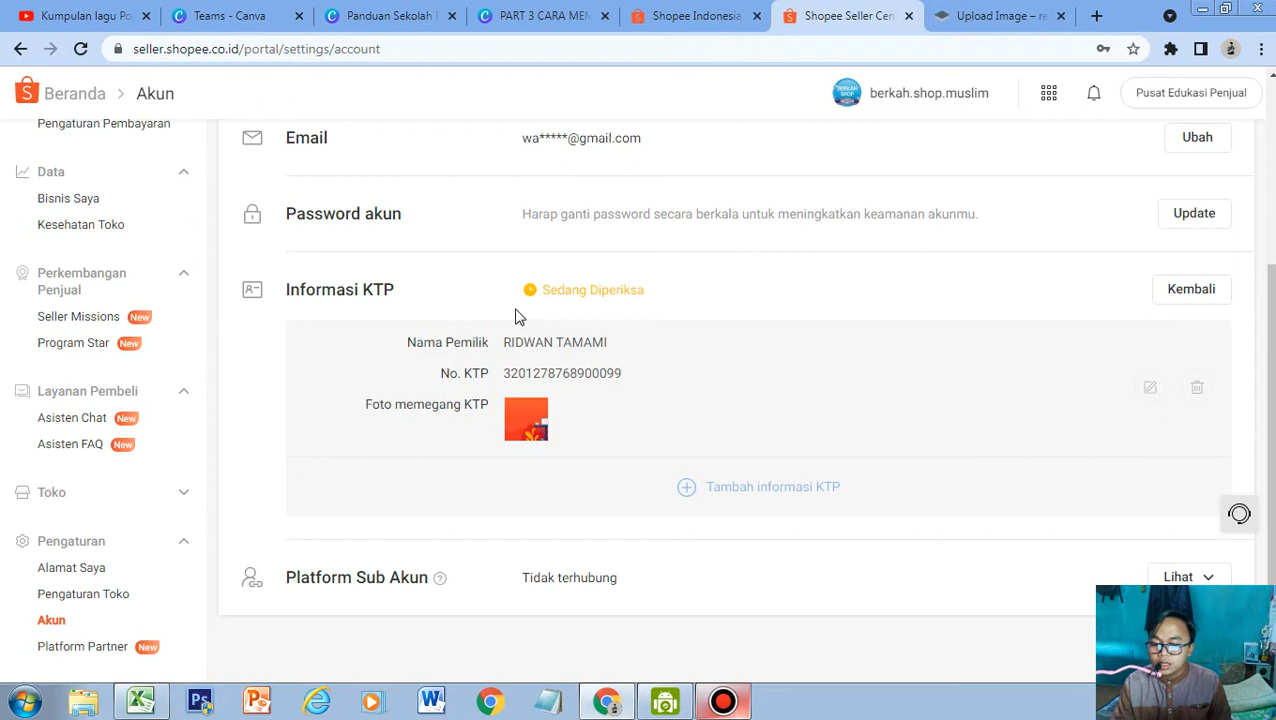 Kumpulan lagu Po
Teams - Canva
Panduan Sekolah F
PART 3 CARA MEN
Shopee Indonesia
Shopee Seller Cen
Upload Image – re
seller.shopee.co.id/portal/settings/account
Beranda > Akun
berkah.shop.muslim
Pusat Edukasi Penjual
Pengaturan Pembayaran
Data
Bisnis Saya
Kesehatan Toko
Perkembangan
Penjual
Seller Missions New
Program Star New
Layanan Pembeli
Asisten Chat New
Asisten FAQ New
Toko
Pengaturan
Alamat Saya
Pengaturan Toko
Akun
Platform Partner New
Email wa*****@gmail.com Ubah
Password akun Harap ganti password secara berkala untuk meningkatkan keamanan akunmu. Update
Informasi KTP Sedang Diperiksa Kembali
Nama Pemilik RIDWAN TAMAMI
No. KTP 3201278768900099
Foto memegang KTP
Tambah informasi KTP
Platform Sub Akun Tidak terhubung Lihat